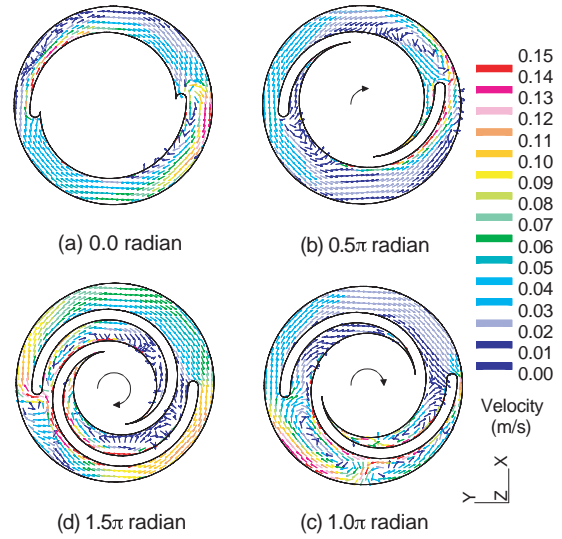 (a) 0.0 radian
(b) 0.5π radian
(d) 1.5π radian
(c) 1.0π radian
0.15
0.14
0.13
0.12
0.11
0.10
0.09
0.08
0.07
0.06
0.05
0.04
0.03
0.02
0.01
0.00
Velocity
(m/s)
X
Y
Z